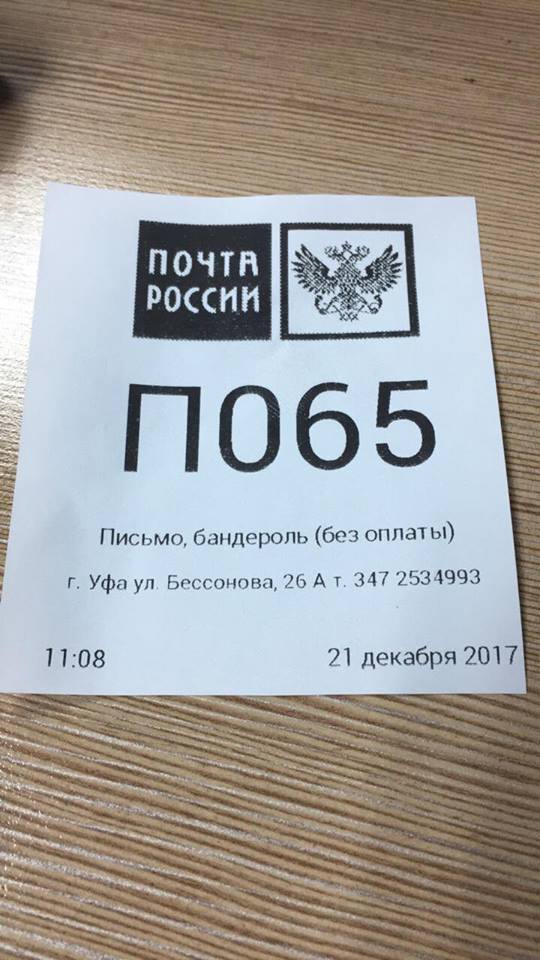 ПОЧТА
РОССИИ
П065
Письмо, бандероль (без оплаты)
г. Уфа ул. Бессонова, 26 А т. 347 2534993
11:08 21 декабря 2017